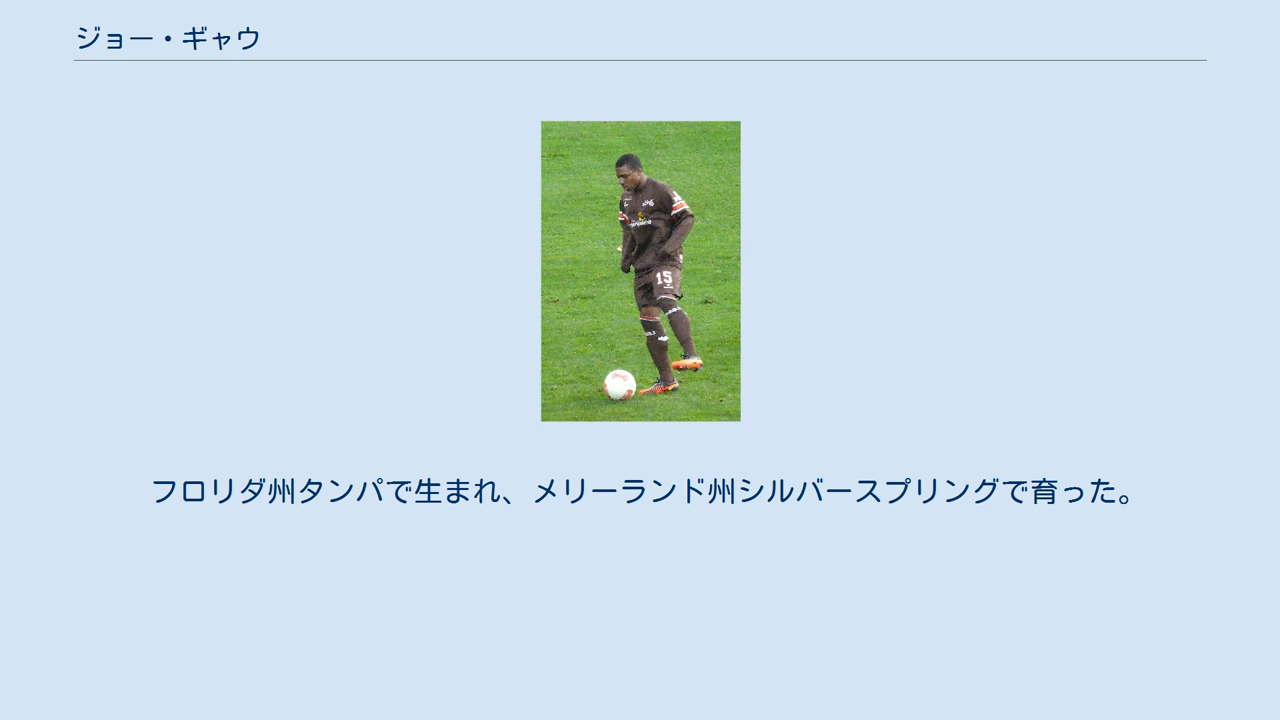 ジョー・ギャウ
15
フロリダ州タンパで生まれ、メリーランド州シルバースプリングで育った。